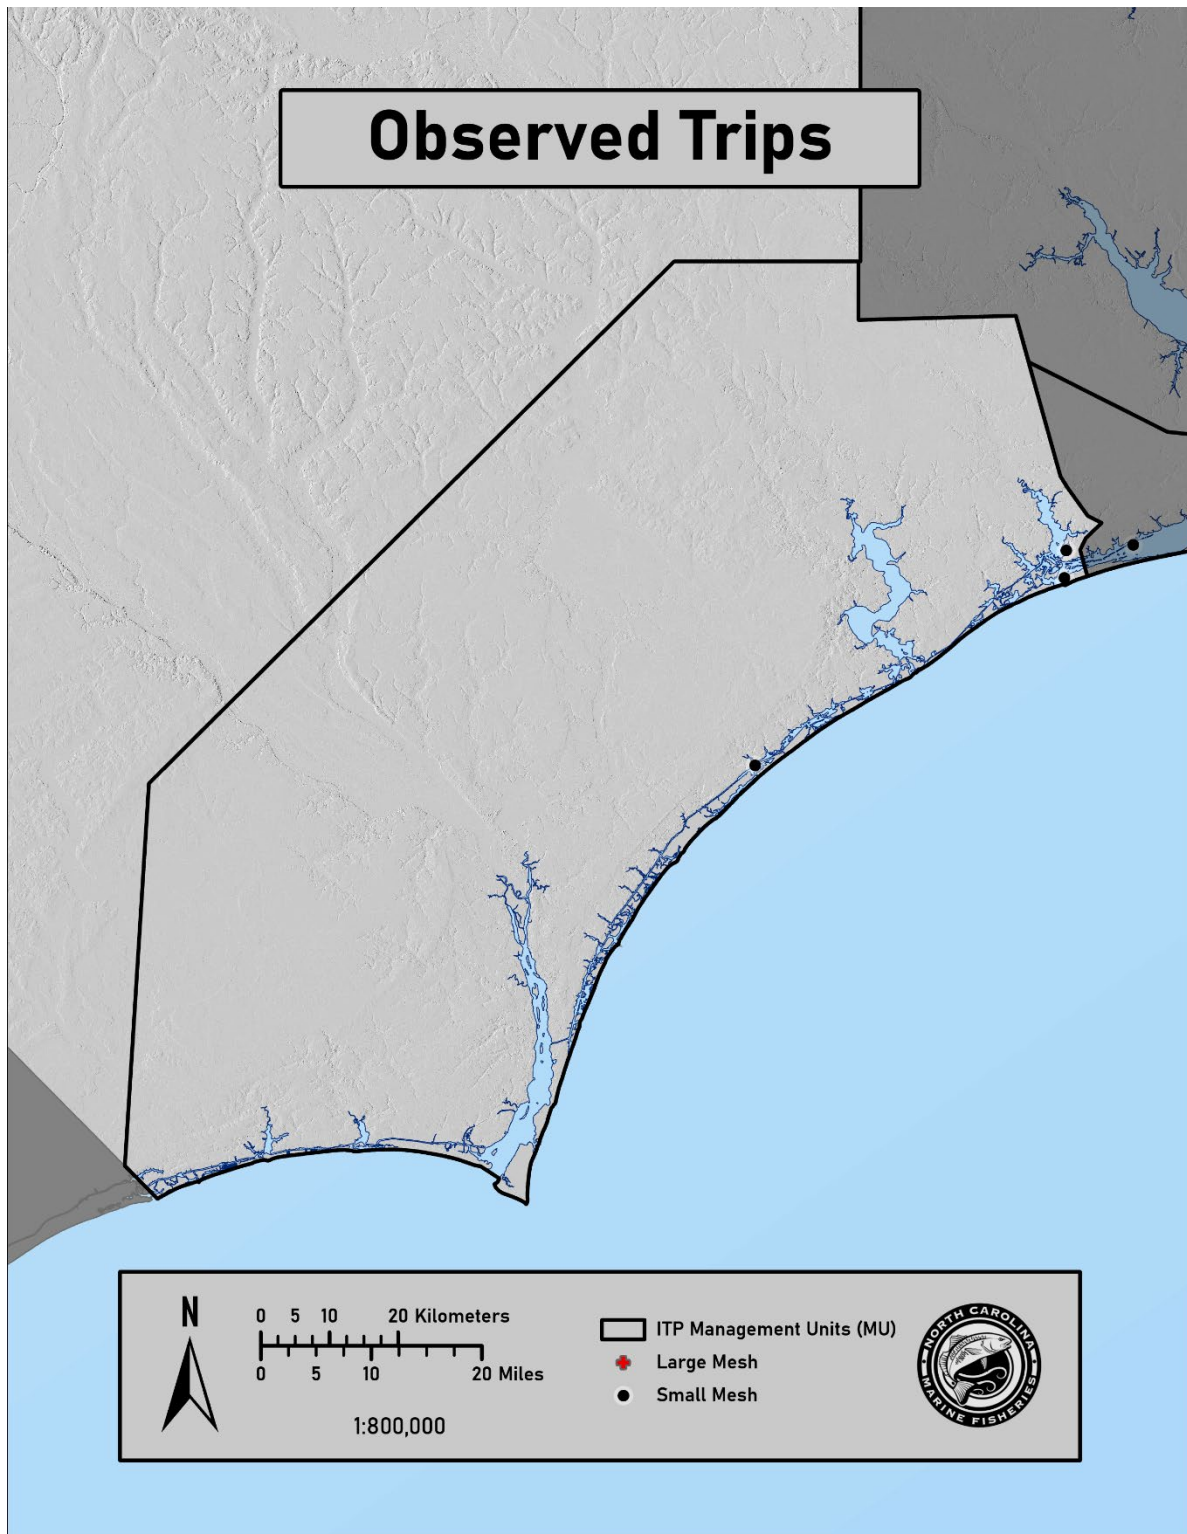 Observed Trips
N
0 5 10 20 Kilometers
0 5 10 20 Miles
1:800,000
ITP Management Units (MU)
Large Mesh
Small Mesh
NORTH CAROLINA
MARINE FISHERIES